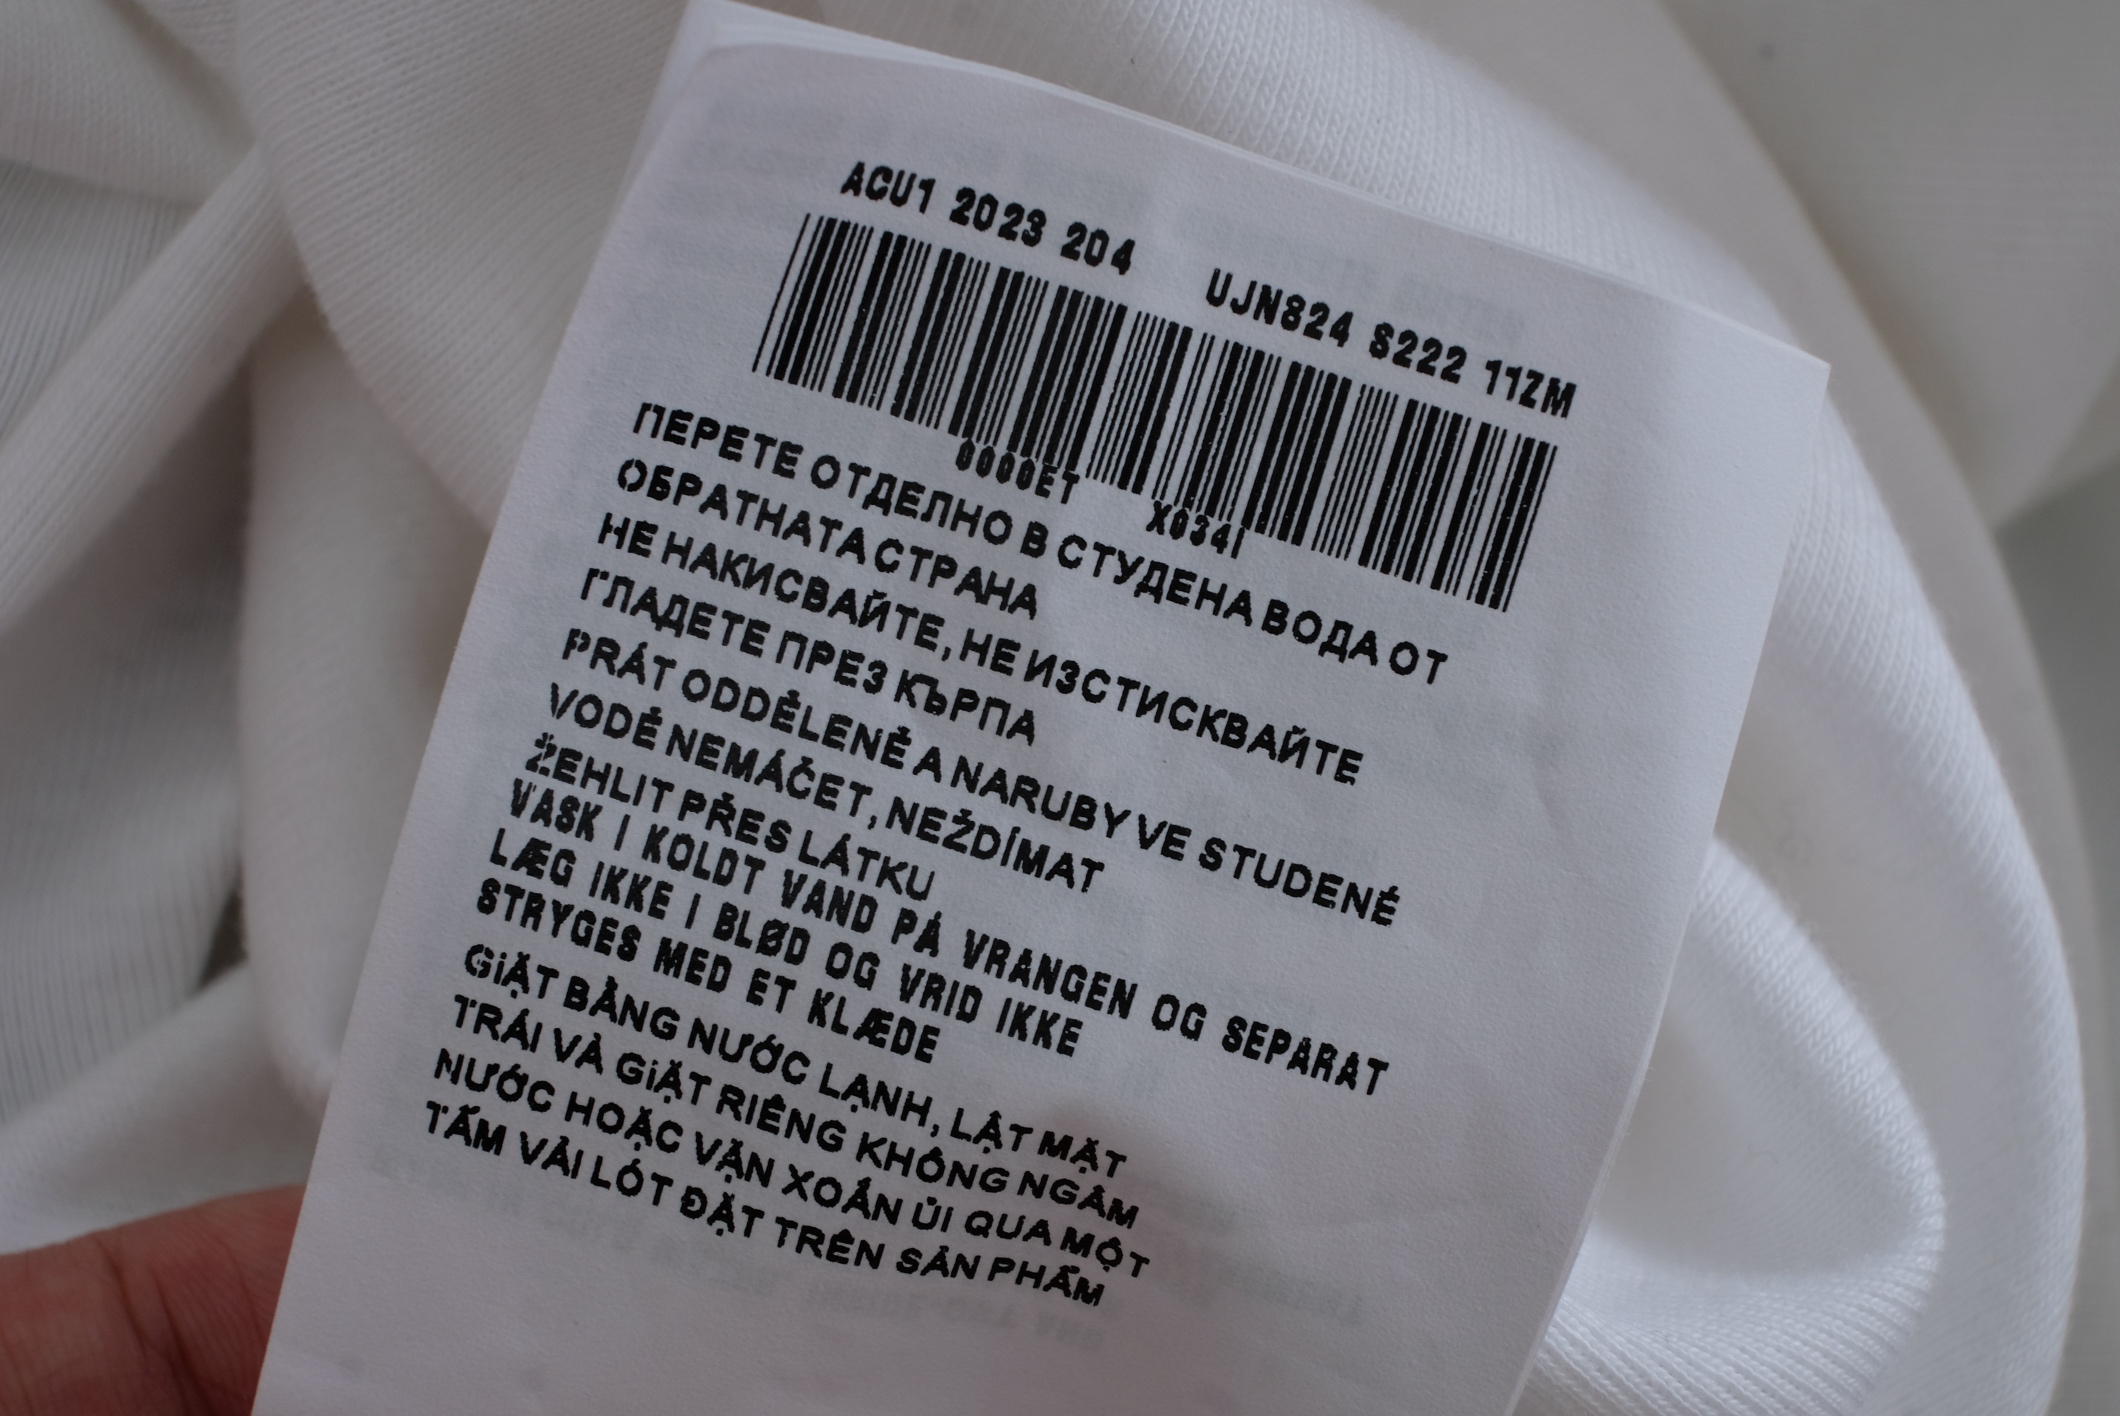 ACU1 2023 204 UJN824 S222 11ZM
0000ET X034I
ПЕРЕТЕ ОТДЕЛНО В СТУДЕНА ВОДА ОТ
ОБРАТНАТА СТРАНА
НЕ НАКИСВАЙТЕ, НЕ ИЗСТИСКВАЙТЕ
ГЛАДЕТЕ ПРЕЗ КЪРПА
PRÁT ODDĚLENĚ A NARUBY VE STUDENÉ
VODĚ NEMÁČET, NEŽDÍMAT
ŽEHLIT PŘES LÁTKU
VASK I KOLDT VAND PÅ VRANGEN OG SEPARAT
LÆG IKKE I BLØD OG VRID IKKE
STRYGES MED ET KLÆDE
GIẶT BẰNG NƯỚC LẠNH, LẬT MẶT
TRÁI VÀ GIẶT RIÊNG KHÔNG NGÂM
NƯỚC HOẶC VẶN XOẮN ỦI QUA MỘT
TẤM VẢI LÓT ĐẶT TRÊN SẢN PHẨM